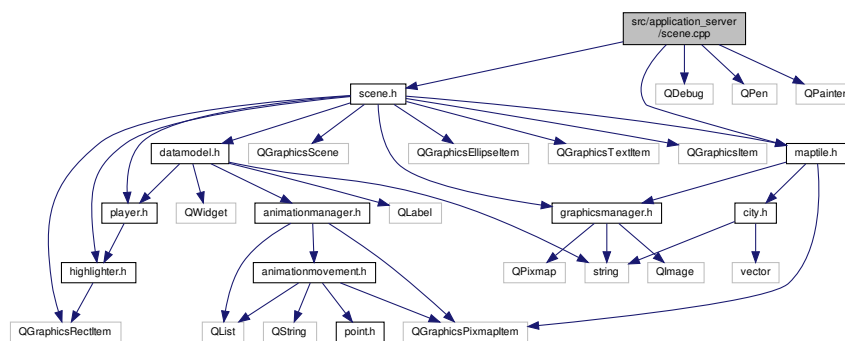 src/application_server
/scene.cpp
scene.h
QDebug
QPen
QPainter
datamodel.h
QGraphicsScene
QGraphicsEllipseItem
QGraphicsTextItem
QGraphicsItem
maptile.h
player.h
QWidget
animationmanager.h
QLabel
graphicsmanager.h
city.h
highlighter.h
animationmovement.h
QPixmap
string
QImage
vector
QGraphicsRectItem
QList
QString
point.h
QGraphicsPixmapItem